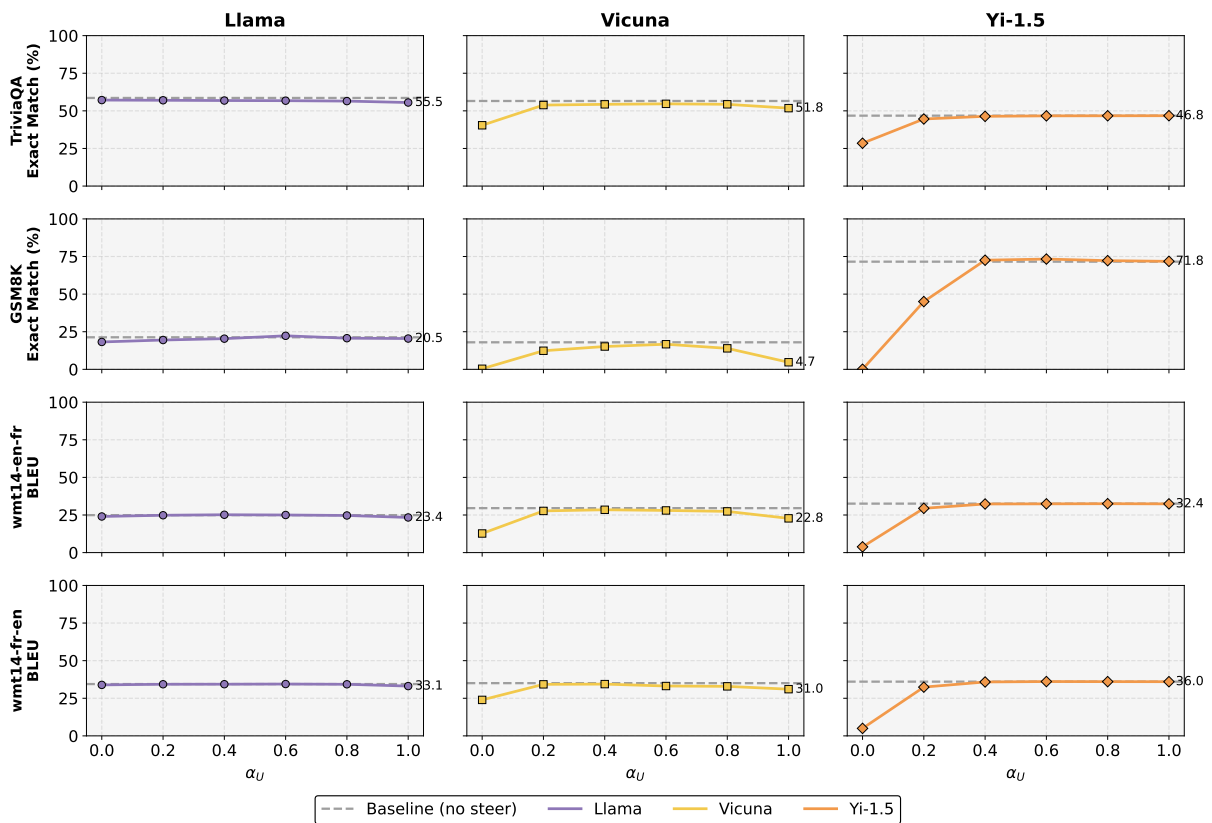 Llama
Vicuna
Yi-1.5
TriviaQA
Exact Match (%)
100
75
50
25
0
55.5
51.8
46.8
GSM8K
Exact Match (%)
100
75
50
25
0
20.5
4.7
71.8
wmt14-en-fr
BLEU
100
75
50
25
0
23.4
22.8
32.4
wmt14-fr-en
BLEU
100
75
50
25
0
33.1
31.0
36.0
0.0 0.2 0.4 0.6 0.8 1.0
0.0 0.2 0.4 0.6 0.8 1.0
0.0 0.2 0.4 0.6 0.8 1.0
α_U
α_U
α_U
Baseline (no steer) Llama Vicuna Yi-1.5